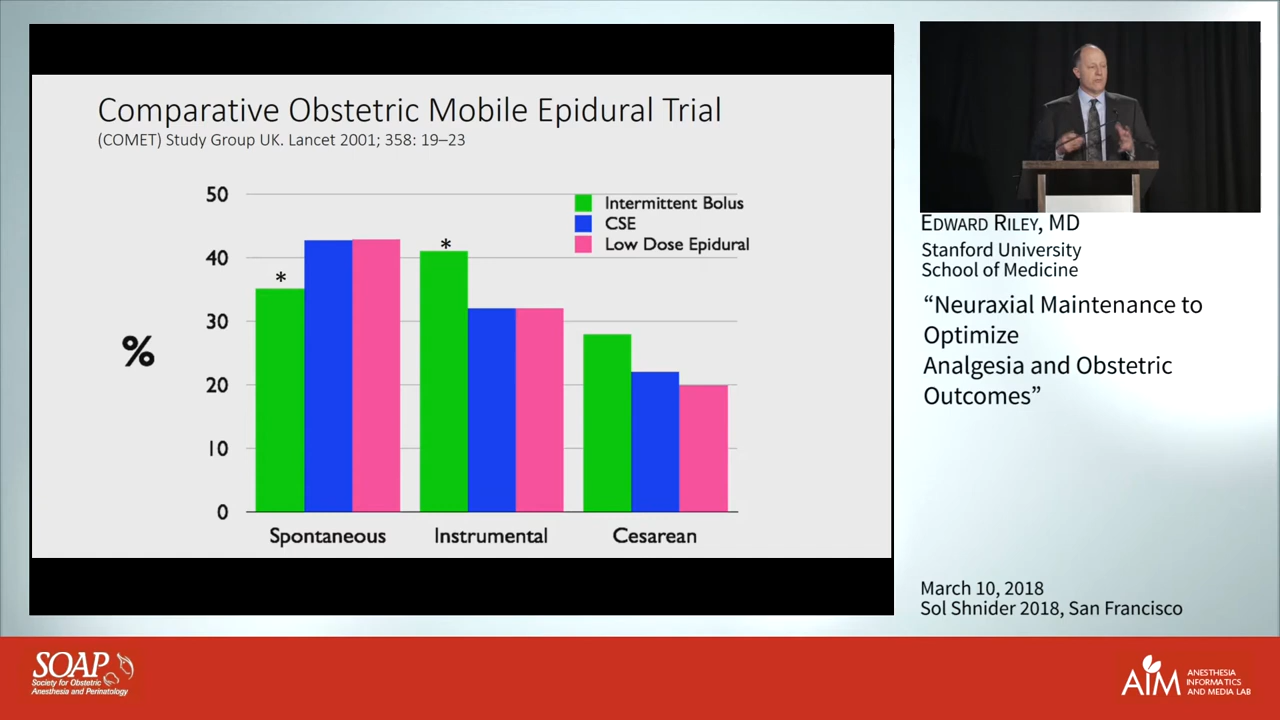 Comparative Obstetric Mobile Epidural Trial
(COMET) Study Group UK. Lancet 2001; 358: 19–23
%
50
40
30
20
10
0
Intermittent Bolus
CSE
Low Dose Epidural
*
*
Spontaneous
Instrumental
Cesarean
EDWARD RILEY, MD
Stanford University
School of Medicine
“Neuraxial Maintenance to
Optimize
Analgesia and Obstetric
Outcomes”
March 10, 2018
Sol Shnider 2018, San Francisco
SOAP
Society for Obstetric
Anesthesia and Perinatology
AIM
ANESTHESIA
INFORMATICS
AND MEDIA LAB